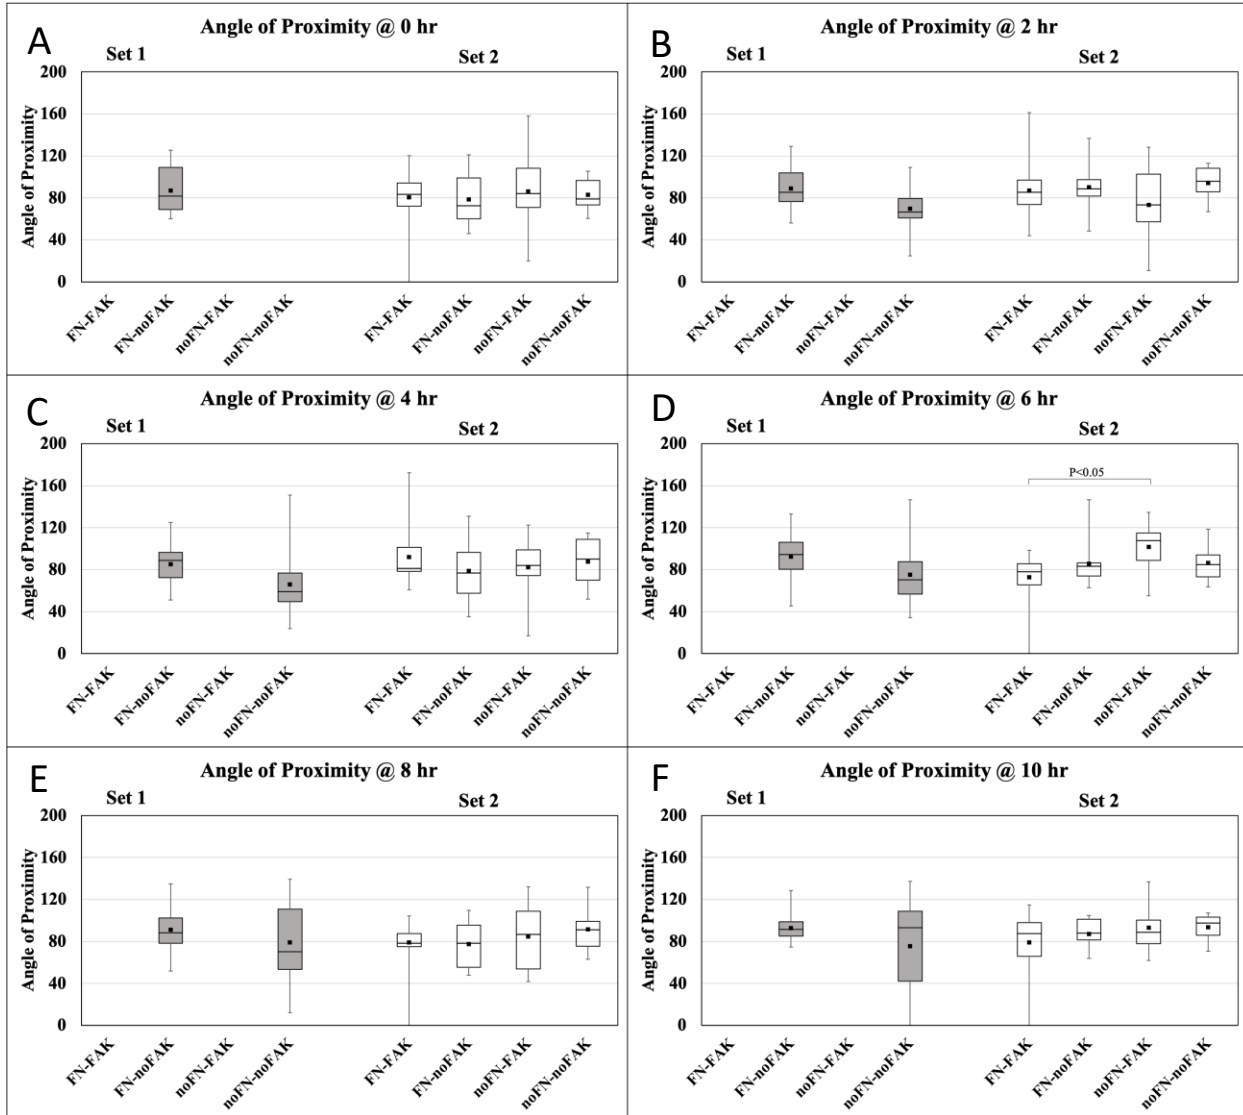 A
Angle of Proximity @ 0 hr
Set 1
Set 2
Angle of Proximity
200
160
120
80
40
0
FN-FAK
FN-noFAK
noFN-FAK
noFN-noFAK
FN-FAK
FN-noFAK
noFN-FAK
noFN-noFAK
B
Angle of Proximity @ 2 hr
Set 1
Set 2
Angle of Proximity
200
160
120
80
40
0
FN-FAK
FN-noFAK
noFN-FAK
noFN-noFAK
FN-FAK
FN-noFAK
noFN-FAK
noFN-noFAK
C
Angle of Proximity @ 4 hr
Set 1
Set 2
Angle of Proximity
200
160
120
80
40
0
FN-FAK
FN-noFAK
noFN-FAK
noFN-noFAK
FN-FAK
FN-noFAK
noFN-FAK
noFN-noFAK
D
Angle of Proximity @ 6 hr
Set 1
Set 2
Angle of Proximity
200
160
120
80
40
0
P<0.05
FN-FAK
FN-noFAK
noFN-FAK
noFN-noFAK
FN-FAK
FN-noFAK
noFN-FAK
noFN-noFAK
E
Angle of Proximity @ 8 hr
Set 1
Set 2
Angle of Proximity
200
160
120
80
40
0
FN-FAK
FN-noFAK
noFN-FAK
noFN-noFAK
FN-FAK
FN-noFAK
noFN-FAK
noFN-noFAK
F
Angle of Proximity @ 10 hr
Set 1
Set 2
Angle of Proximity
200
160
120
80
40
0
FN-FAK
FN-noFAK
noFN-FAK
noFN-noFAK
FN-FAK
FN-noFAK
noFN-FAK
noFN-noFAK